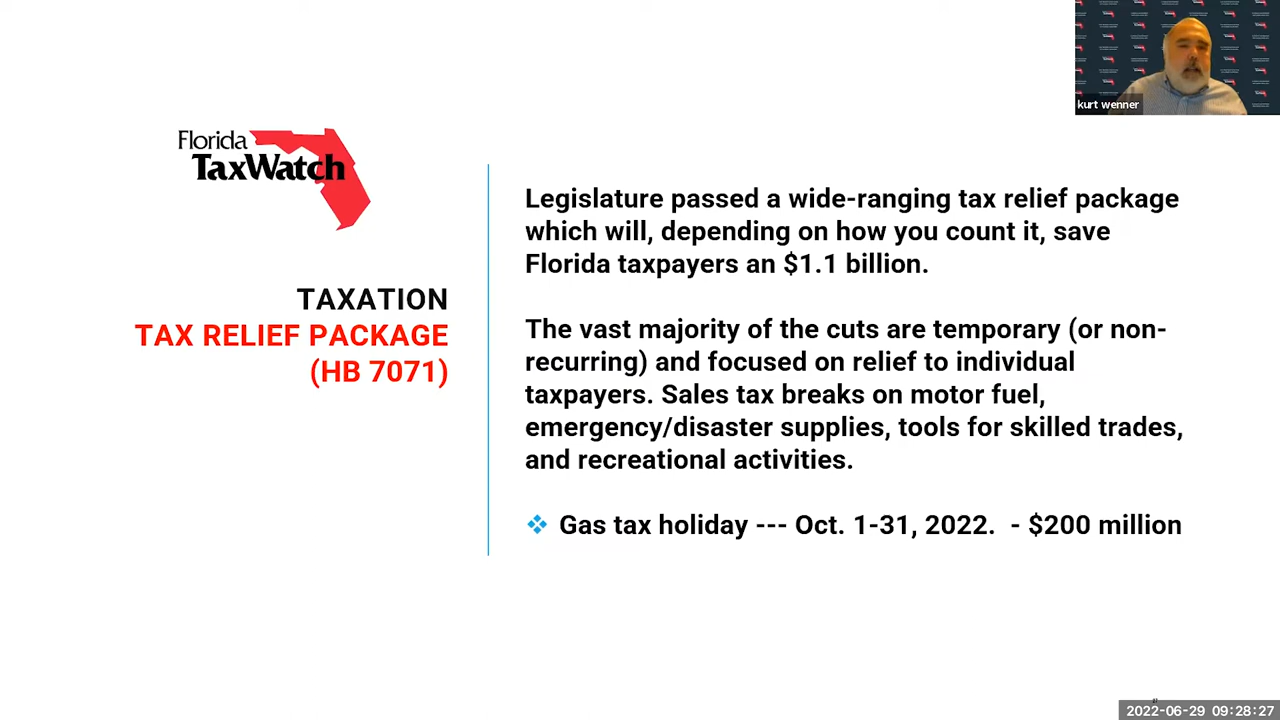 kurt wenner
Florida
TaxWatch
TAXATION
TAX RELIEF PACKAGE
(HB 7071)
Legislature passed a wide-ranging tax relief package
which will, depending on how you count it, save
Florida taxpayers an $1.1 billion.
The vast majority of the cuts are temporary (or non-
recurring) and focused on relief to individual
taxpayers. Sales tax breaks on motor fuel,
emergency/disaster supplies, tools for skilled trades,
and recreational activities.
❖ Gas tax holiday --- Oct. 1-31, 2022. - $200 million
2022-06-29 09:28:27